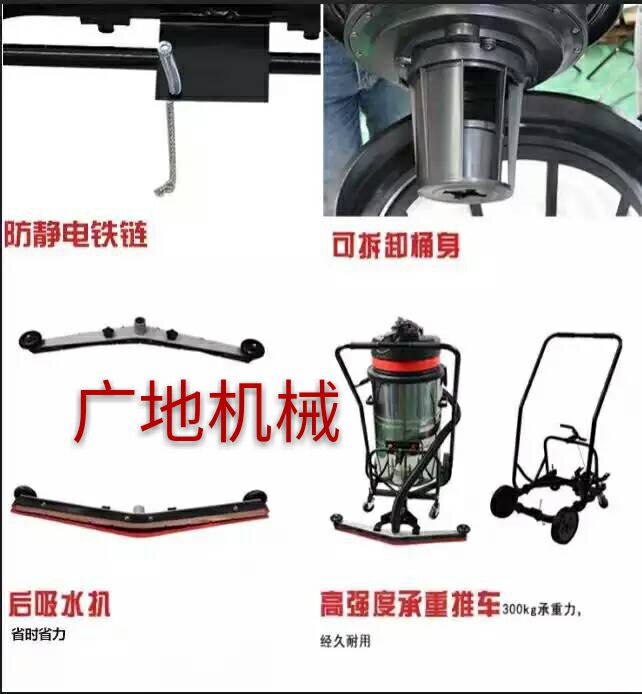 防静电铁链
可拆卸桶身
广地机械
后吸水扒
省时省力
高强度承重推车300kg承重力,
经久耐用